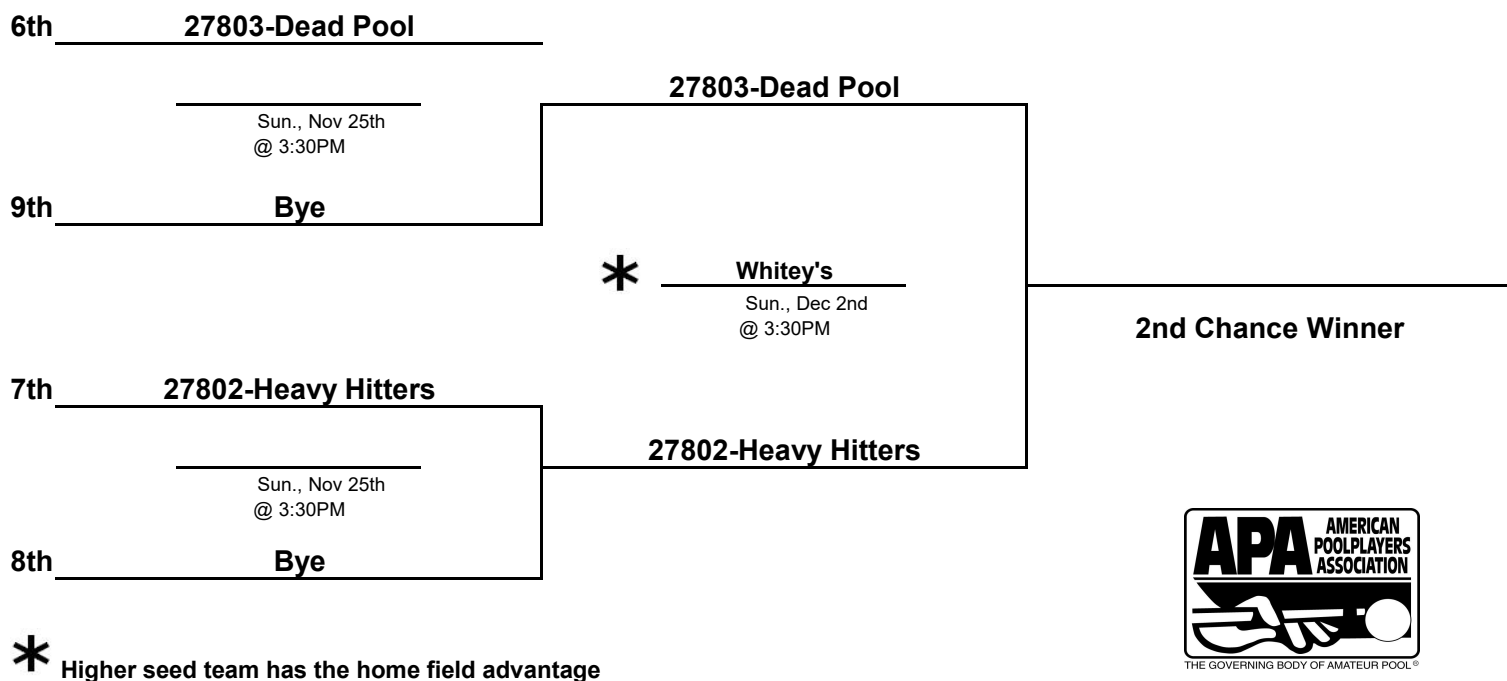 6th 27803-Dead Pool
27803-Dead Pool
Sun., Nov 25th
@ 3:30PM
9th Bye
* Whitey's
Sun., Dec 2nd
@ 3:30PM
2nd Chance Winner
7th 27802-Heavy Hitters
27802-Heavy Hitters
Sun., Nov 25th
@ 3:30PM
8th Bye
APA AMERICAN
POOLPLAYERS
ASSOCIATION
THE GOVERNING BODY OF AMATEUR POOL®
* Higher seed team has the home field advantage